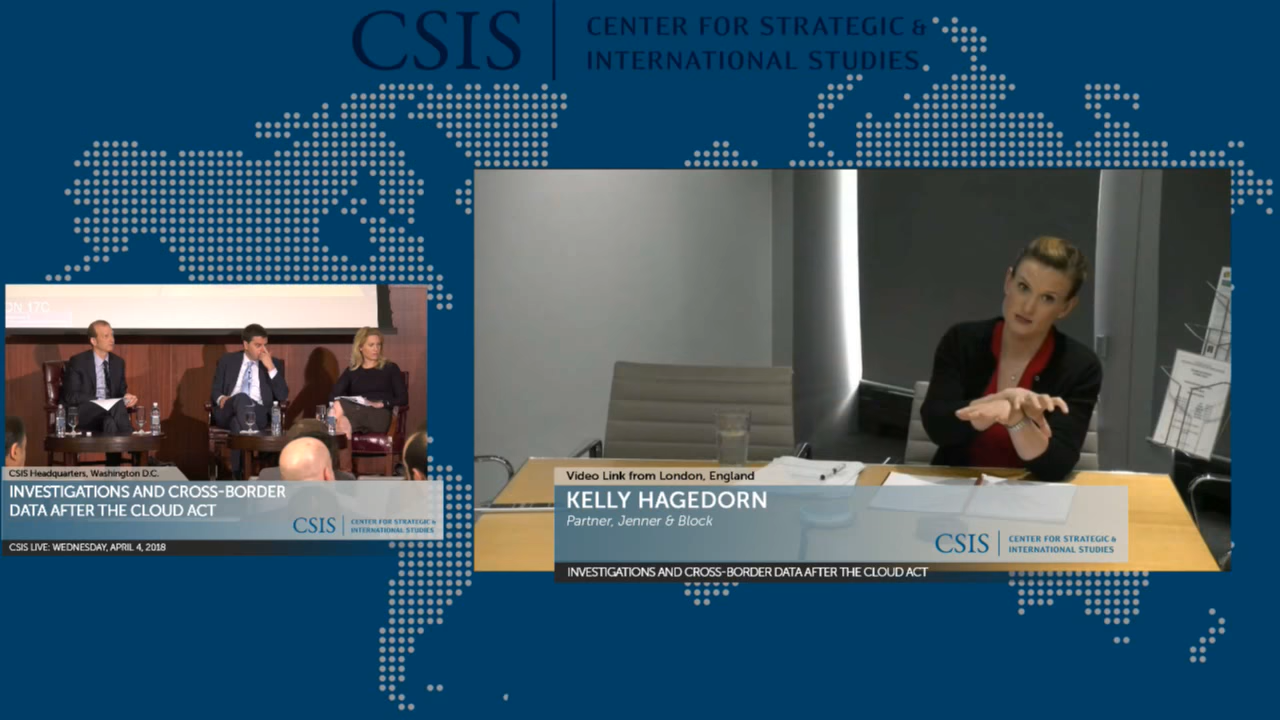 CSIS
CENTER FOR STRATEGIC &
INTERNATIONAL STUDIES
ON 17C
CSIS Headquarters, Washington D.C.
INVESTIGATIONS AND CROSS-BORDER
DATA AFTER THE CLOUD ACT
CSIS
CENTER FOR STRATEGIC &
INTERNATIONAL STUDIES
CSIS LIVE: WEDNESDAY, APRIL 4, 2018
Video Link from London, England
KELLY HAGEDORN
Partner, Jenner & Block
CSIS
CENTER FOR STRATEGIC &
INTERNATIONAL STUDIES
INVESTIGATIONS AND CROSS-BORDER DATA AFTER THE CLOUD ACT